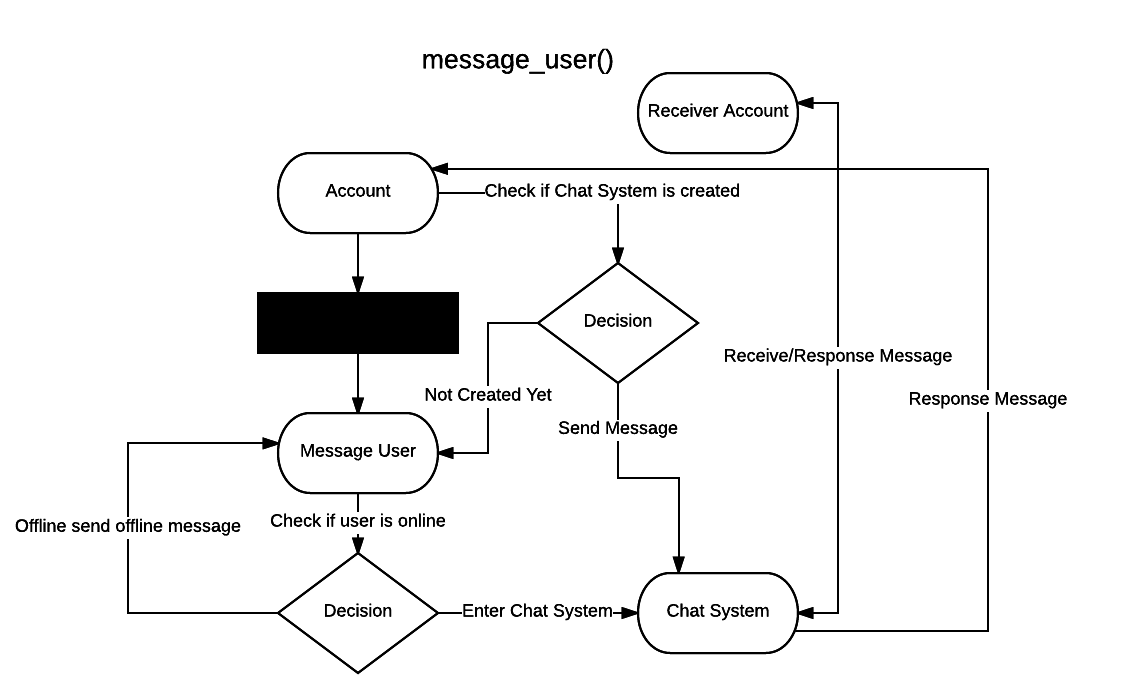 message_user()
Receiver Account
Account
Check if Chat System is created
Decision
Receive/Response Message
Not Created Yet
Response Message
Send Message
Message User
Offline send offline message
Check if user is online
Decision
Enter Chat System
Chat System